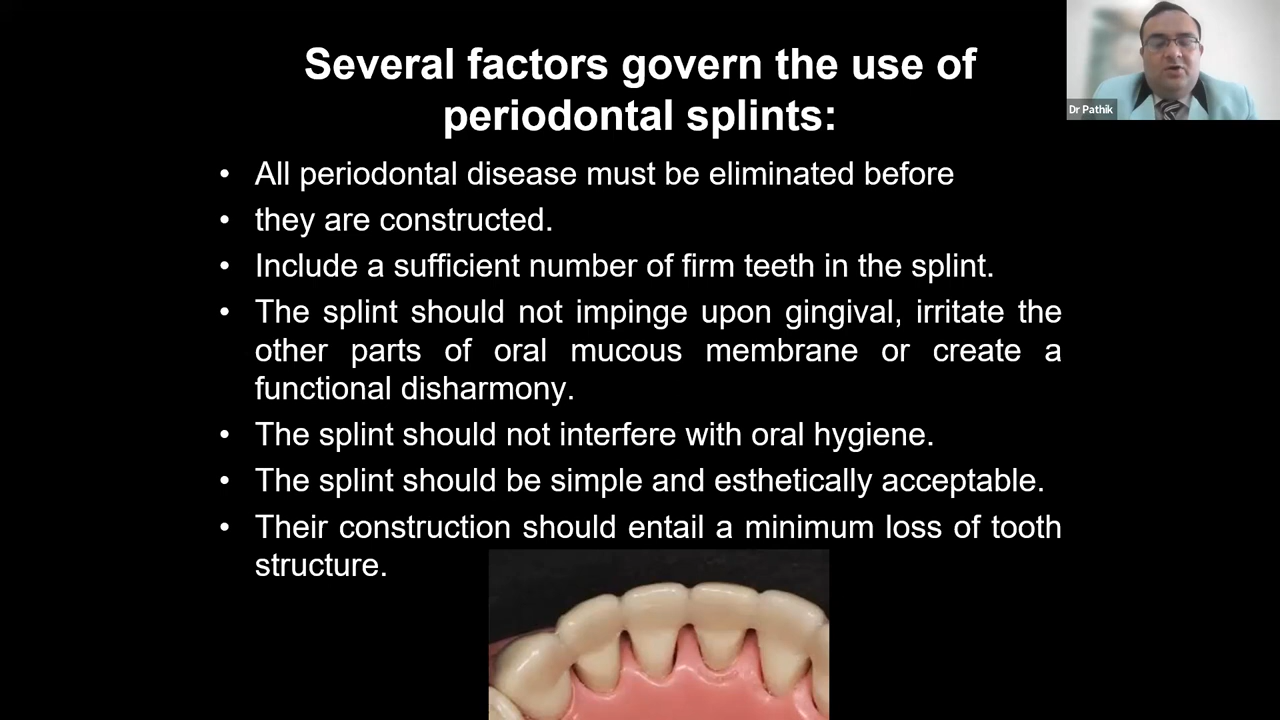 Several factors govern the use of
periodontal splints:
• All periodontal disease must be eliminated before
• they are constructed.
• Include a sufficient number of firm teeth in the splint.
• The splint should not impinge upon gingival, irritate the
other parts of oral mucous membrane or create a
functional disharmony.
• The splint should not interfere with oral hygiene.
• The splint should be simple and esthetically acceptable.
• Their construction should entail a minimum loss of tooth
structure.
Dr Pathik